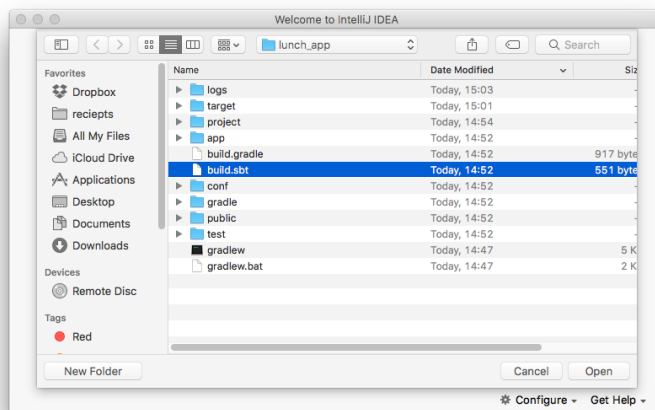 Welcome to IntelliJ IDEA
lunch_app
Search
Favorites
Dropbox
reciepts
All My Files
iCloud Drive
Applications
Desktop
Documents
Downloads
Devices
Remote Disc
Tags
Red
Name Date Modified Siz
logs Today, 15:03 -
target Today, 15:01 -
project Today, 14:54 -
app Today, 14:52 -
build.gradle Today, 14:52 917 byte
build.sbt Today, 14:52 551 byte
conf Today, 14:52 -
gradle Today, 14:52 -
public Today, 14:52 -
test Today, 14:52 -
gradlew Today, 14:47 5 K
gradlew.bat Today, 14:47 2 K
New Folder Cancel Open
Configure Get Help